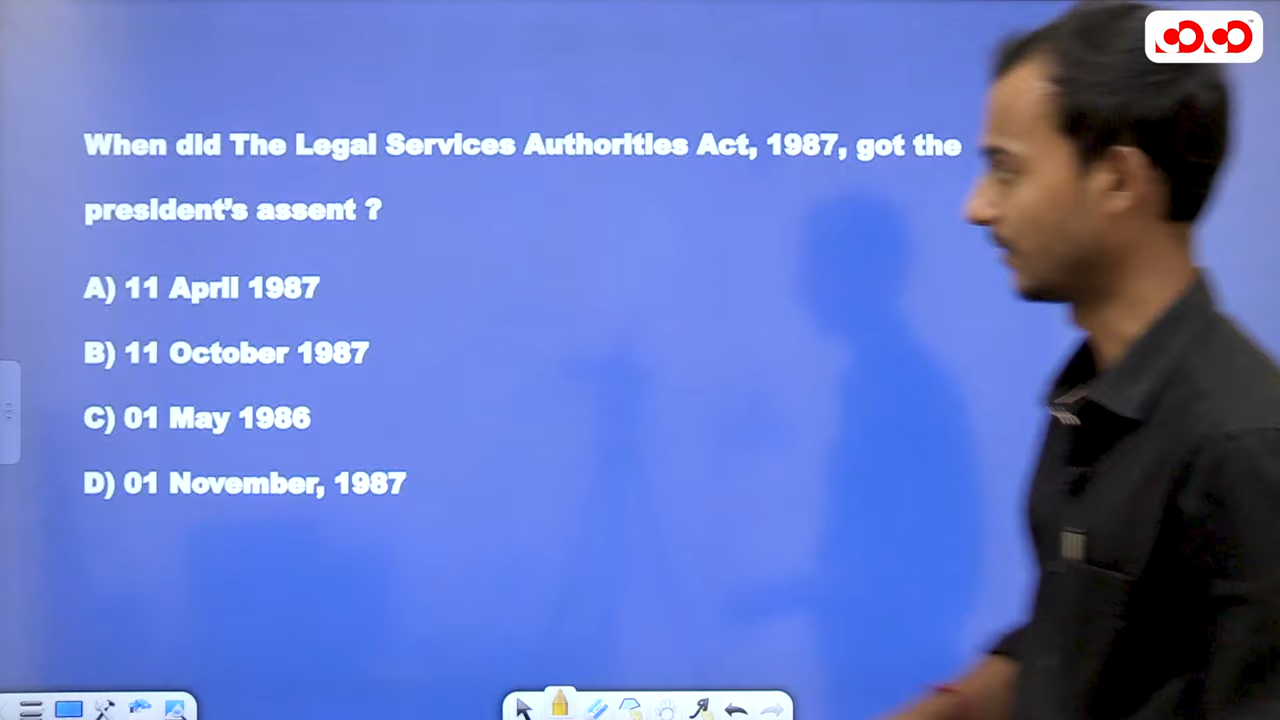 When did The Legal Services Authorities Act, 1987, got the
president's assent ?
A) 11 April 1987
B) 11 October 1987
C) 01 May 1986
D) 01 November, 1987